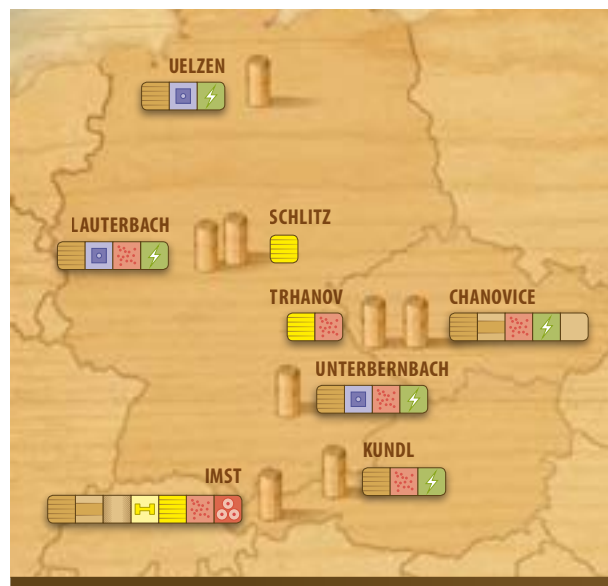 UELZEN
LAUTERBACH
SCHLITZ
TRHANOV
CHANOVICE
UNTERBERNBACH
KUNDL
IMST